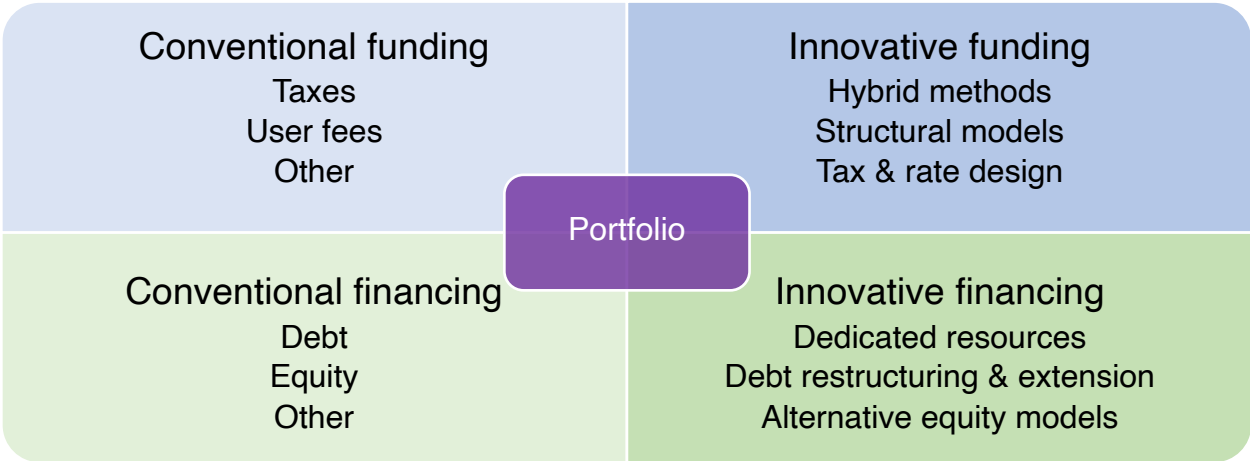 Conventional funding
Taxes
User fees
Other
Innovative funding
Hybrid methods
Structural models
Tax & rate design
Portfolio
Conventional financing
Debt
Equity
Other
Innovative financing
Dedicated resources
Debt restructuring & extension
Alternative equity models